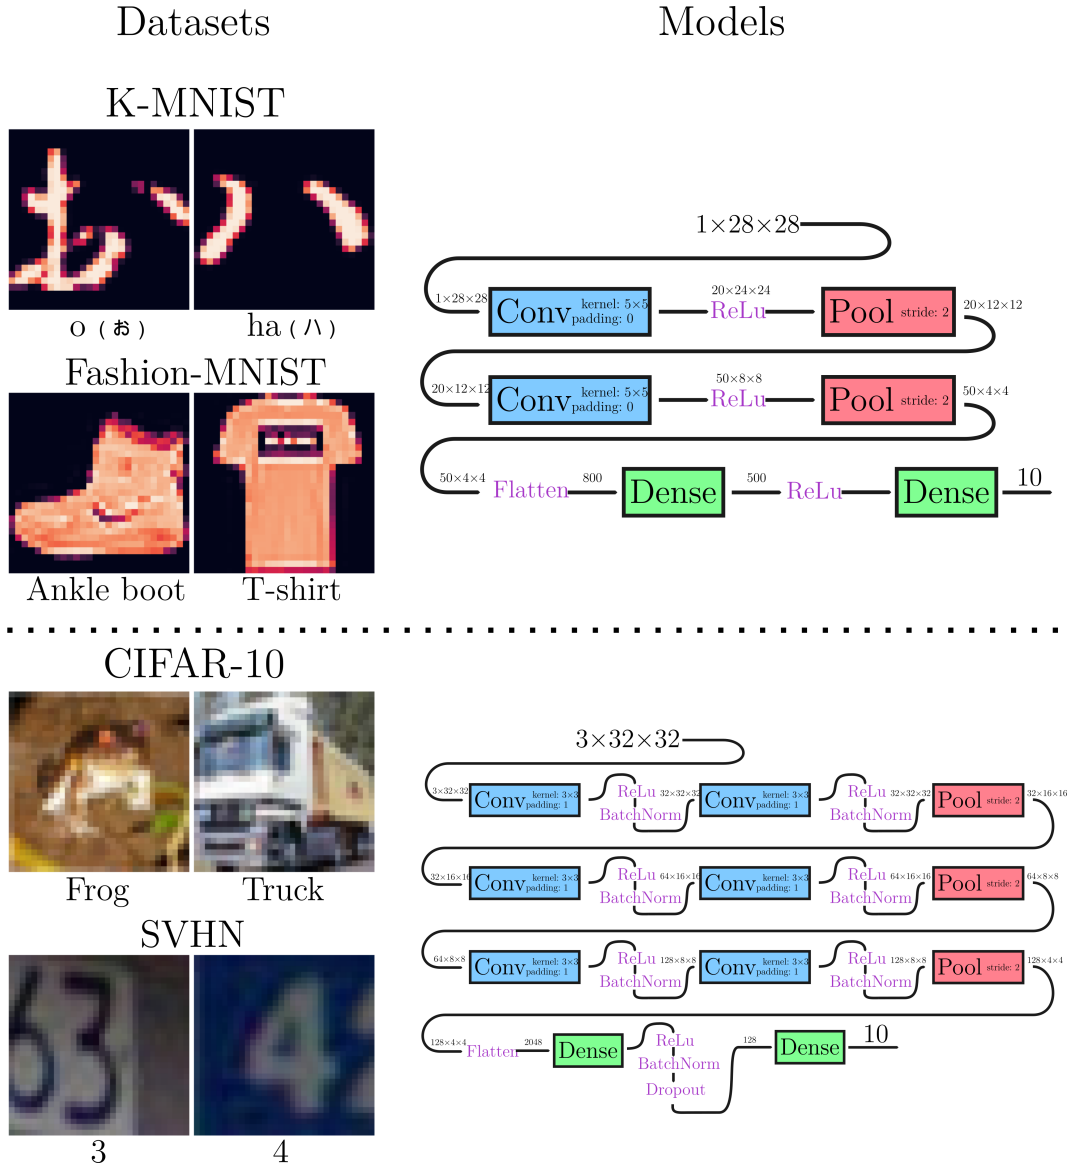 Datasets
Models
K-MNIST
o (お)
ha (ハ)
Fashion-MNIST
Ankle boot
T-shirt
1×28×28
1×28×28
Conv
kernel: 5×5
padding: 0
20×24×24
ReLu
Pool
stride: 2
20×12×12
20×12×12
Conv
kernel: 5×5
padding: 0
50×8×8
ReLu
Pool
stride: 2
50×4×4
50×4×4
Flatten
800
Dense
500
ReLu
Dense
10
CIFAR-10
Frog
Truck
SVHN
63
4
3
4
3×32×32
3×32×32
Conv
kernel: 3×3
padding: 1
ReLu
BatchNorm
32×32×32
Conv
kernel: 3×3
padding: 1
ReLu
BatchNorm
32×32×32
Pool
stride: 2
32×16×16
32×16×16
Conv
kernel: 3×3
padding: 1
ReLu
BatchNorm
64×16×16
Conv
kernel: 3×3
padding: 1
ReLu
BatchNorm
64×16×16
Pool
stride: 2
64×8×8
64×8×8
Conv
kernel: 3×3
padding: 1
ReLu
BatchNorm
128×8×8
Conv
kernel: 3×3
padding: 1
ReLu
BatchNorm
128×8×8
Pool
stride: 2
128×4×4
128×4×4
Flatten
2048
Dense
ReLu
BatchNorm
Dropout
128
Dense
10